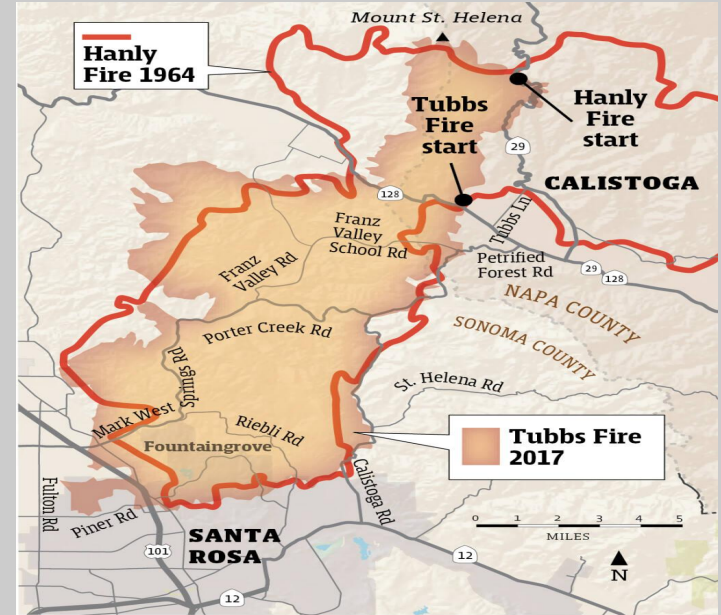 Mount St. Helena
Hanly
Fire 1964
Tubbs
Fire
start
Hanly
Fire
start
29
CALISTOGA
128
Tubbs Ln
Franz
Valley
School Rd
Franz
Valley Rd
Petrified
Forest Rd
29
128
NAPA COUNTY
SONOMA COUNTY
Porter Creek Rd
Springs Rd
St. Helena Rd
Mark West
Riebli Rd
Fountaingrove
Tubbs Fire
2017
Calistoga Rd
Fulton Rd
Piner Rd
SANTA
ROSA
101
12
12
0 1 2 3 4 5
MILES
N